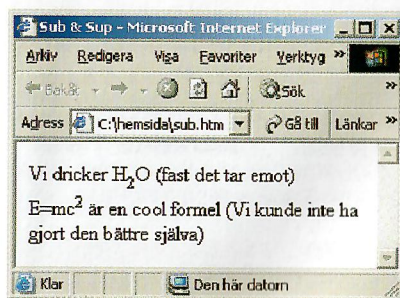 Sub & Sup - Microsoft Internet Explorer
Arkiv Redigera Visa Favoriter Verktyg »
Bakåt Sök »
Adress C:\hemsida\sub.htm Gå till Länkar »
Vi dricker H₂O (fast det tar emot)
E=mc² är en cool formel (Vi kunde inte ha
gjort den bättre själva)
Klar Den här datorn